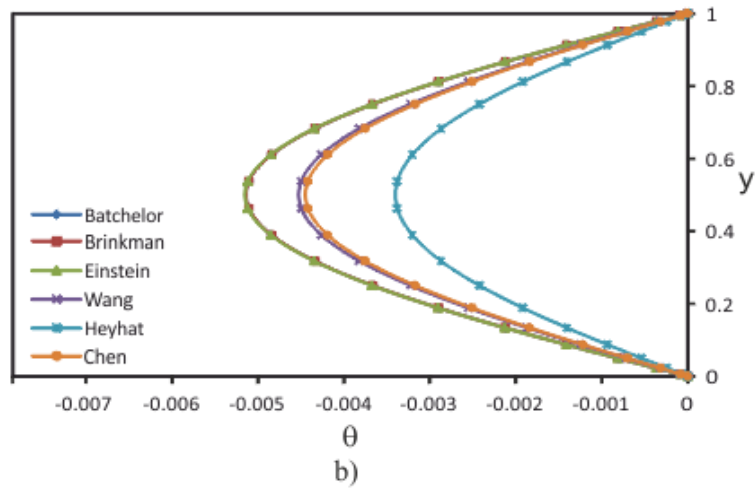 1
0.8
0.6
y
0.4
0.2
0
Batchelor
Brinkman
Einstein
Wang
Heyhat
Chen
-0.007 -0.006 -0.005 -0.004 -0.003 -0.002 -0.001 0
θ
b)